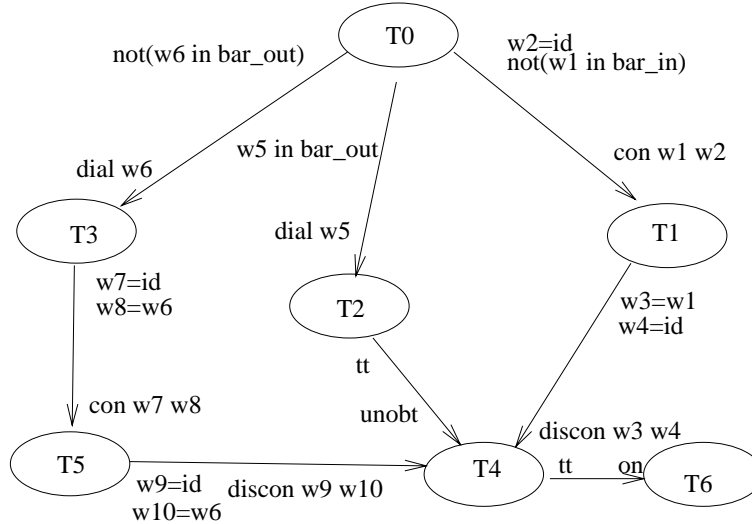 T0
w2=id
not(w6 in bar_out)
not(w1 in bar_in)
w5 in bar_out
con w1 w2
dial w6
T3
dial w5
T1
w7=id
w8=w6
T2
w3=w1
w4=id
tt
unobt
con w7 w8
discon w3 w4
T5
T4
tt
on
T6
w9=id
discon w9 w10
w10=w6